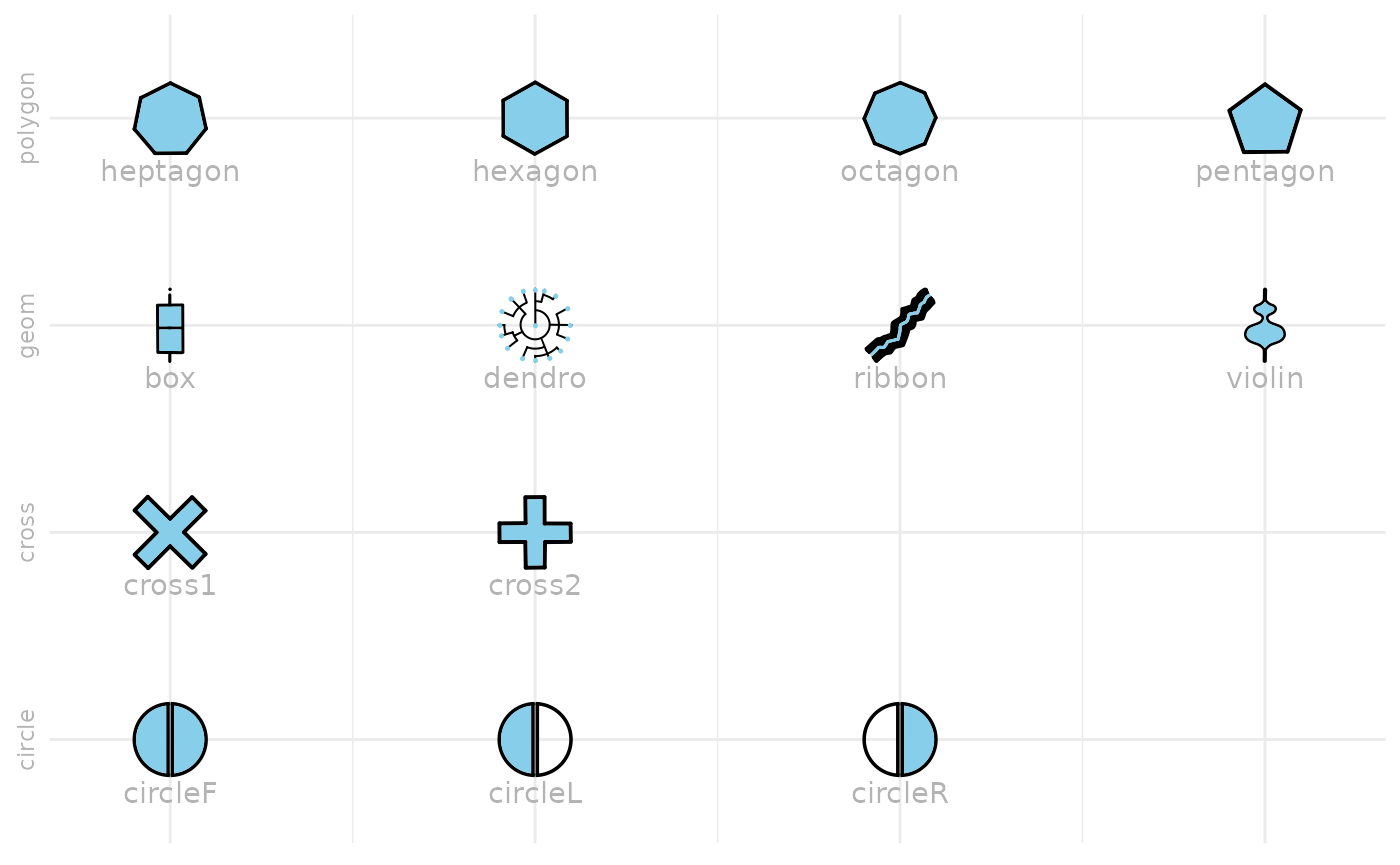 polygon
heptagon
hexagon
octagon
pentagon
geom
box
dendro
ribbon
violin
cross
cross1
cross2
circle
circleF
circleL
circleR